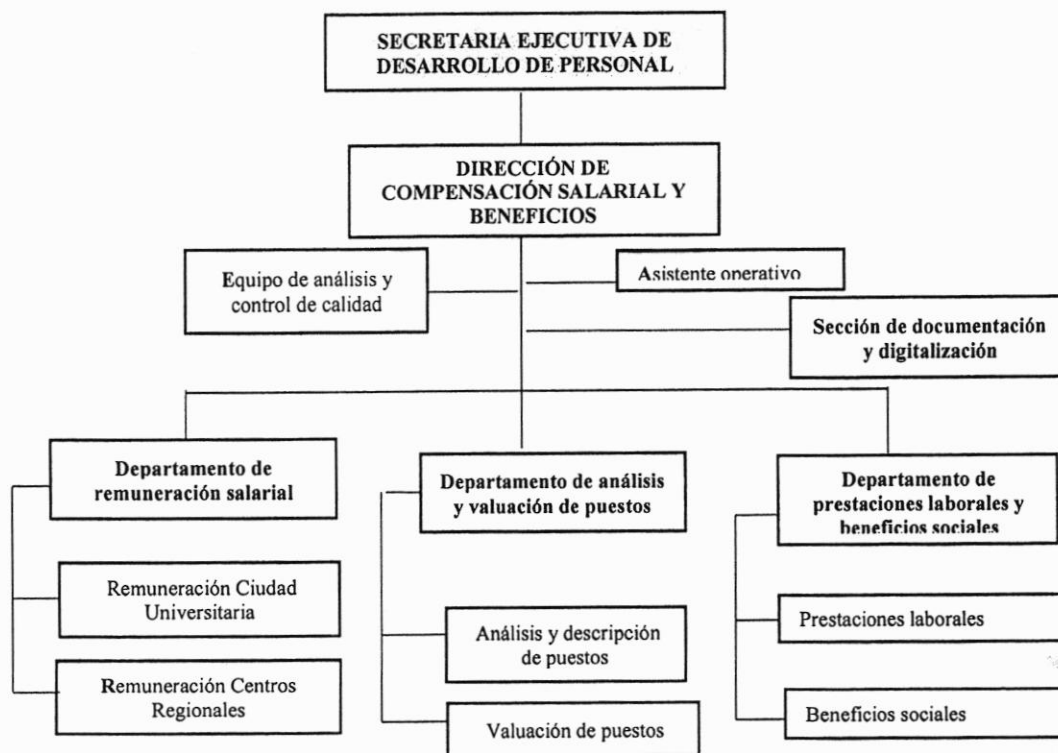 SECRETARIA EJECUTIVA DE
DESARROLLO DE PERSONAL
DIRECCIÓN DE
COMPENSACIÓN SALARIAL Y
BENEFICIOS
Equipo de análisis y
control de calidad
Asistente onerativo
Sección de documentación
y digitalización
Departamento de
remuneración salarial
Remuneración Ciudad
Universitaria
Remuneración Centros
Regionales
Departamento de análisis
y valuación de puestos
Análisis y descripción
de puestos
Valuación de puestos
Departamento de
prestaciones laborales y
beneficios sociales
Prestaciones laborales
Beneficios sociales